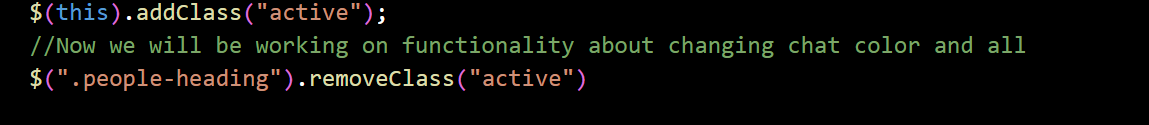 $(this).addClass("active");
//Now we will be working on functionality about changing chat color and all
$(".people-heading").removeClass("active")